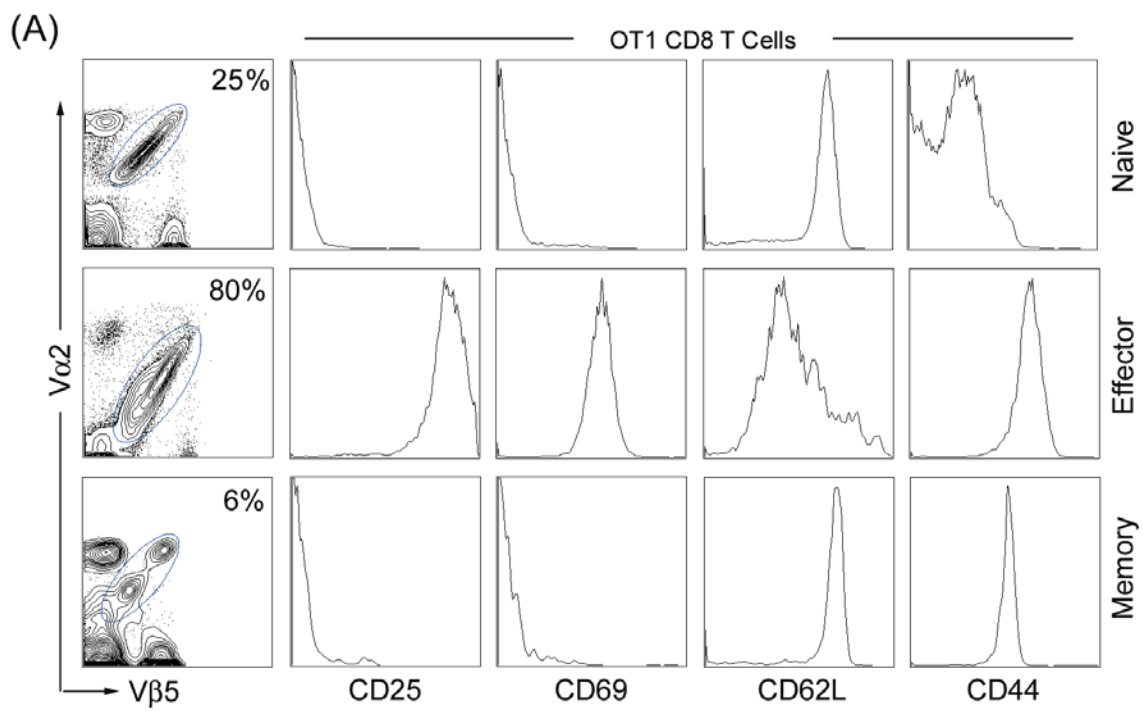 (A)
OT1 CD8 T Cells
25%
Naive
80%
Effector
6%
Memory
Vα2
Vβ5
CD25
CD69
CD62L
CD44